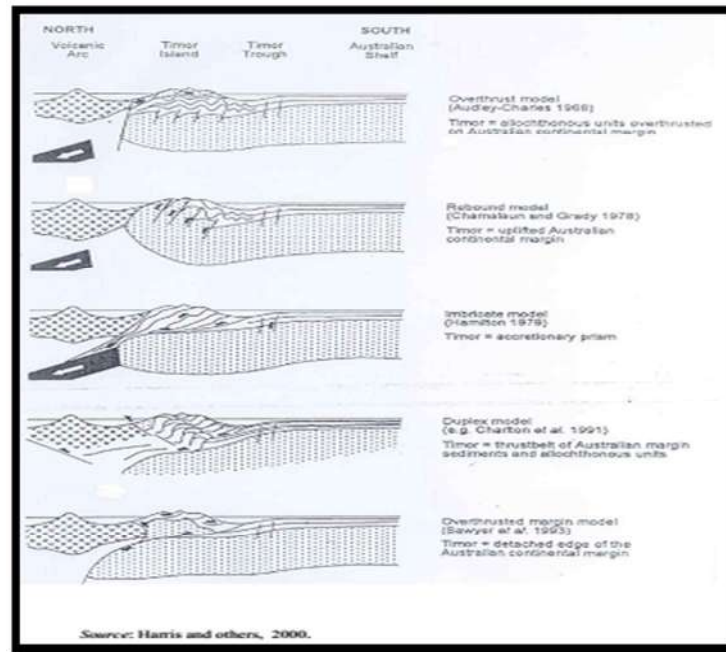 NORTH SOUTH
Volcanic Timor Timor Australian
Arc Island Trough Shelf
Overthrust model
(Audley-Charles 1968)
Timor = allochthonous units overthrusted
on Australian continental margin
Rebound model
(Chamalaun and Grady 1978)
Timor = uplifted Australian
continental margin
Imbricate model
(Hamilton 1979)
Timor = accretionary prism
Duplex model
(e.g. Charlton et al. 1991)
Timor = thrustbelt of Australian margin
sediments and allochthonous units
Overthrusted margin model
(Sawyer et al. 1993)
Timor = detached edge of the
Australian continental margin
Source: Harris and others, 2000.